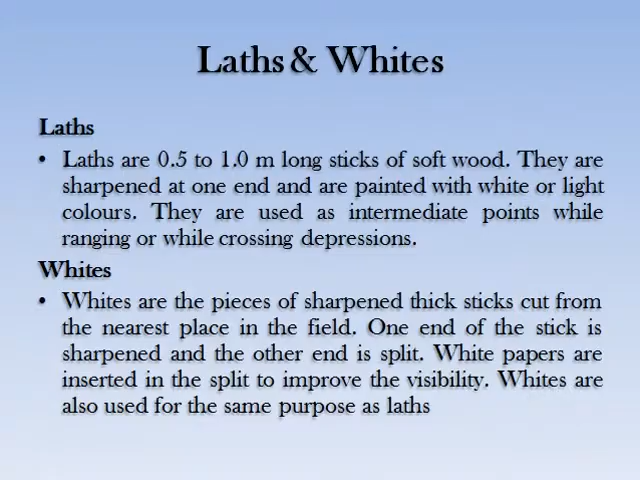 Laths & Whites
Laths
• Laths are 0.5 to 1.0 m long sticks of soft wood. They are
sharpened at one end and are painted with white or light
colours. They are used as intermediate points while
ranging or while crossing depressions.
Whites
• Whites are the pieces of sharpened thick sticks cut from
the nearest place in the field. One end of the stick is
sharpened and the other end is split. White papers are
inserted in the split to improve the visibility. Whites are
also used for the same purpose as laths